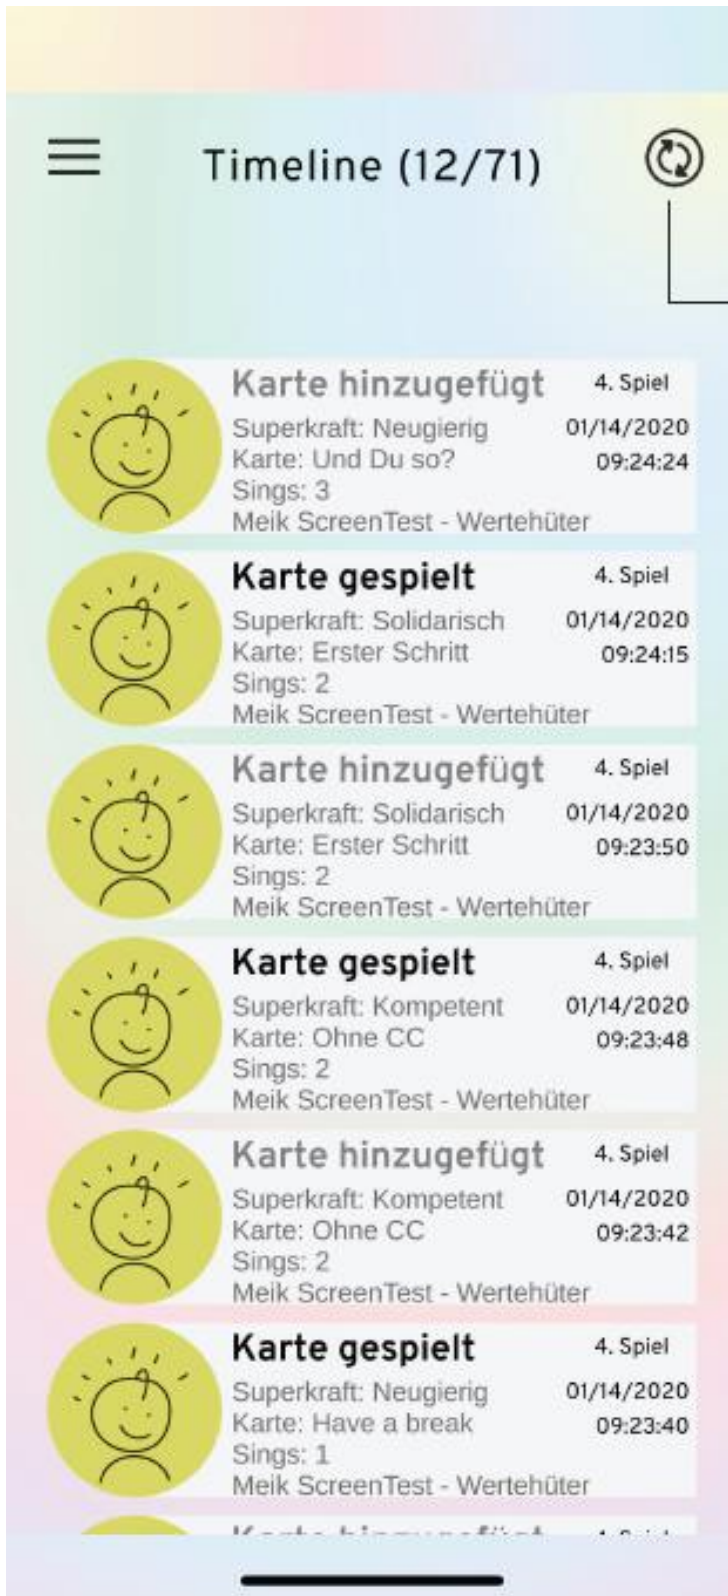 Timeline (12/71)
Karte hinzugefügt 4. Spiel
Superkraft: Neugierig 01/14/2020
Karte: Und Du so? 09:24:24
Sings: 3
Meik ScreenTest - Wertehüter
Karte gespielt 4. Spiel
Superkraft: Solidarisch 01/14/2020
Karte: Erster Schritt 09:24:15
Sings: 2
Meik ScreenTest - Wertehüter
Karte hinzugefügt 4. Spiel
Superkraft: Solidarisch 01/14/2020
Karte: Erster Schritt 09:23:50
Sings: 2
Meik ScreenTest - Wertehüter
Karte gespielt 4. Spiel
Superkraft: Kompetent 01/14/2020
Karte: Ohne CC 09:23:48
Sings: 2
Meik ScreenTest - Wertehüter
Karte hinzugefügt 4. Spiel
Superkraft: Kompetent 01/14/2020
Karte: Ohne CC 09:23:42
Sings: 2
Meik ScreenTest - Wertehüter
Karte gespielt 4. Spiel
Superkraft: Neugierig 01/14/2020
Karte: Have a break 09:23:40
Sings: 1
Meik ScreenTest - Wertehüter